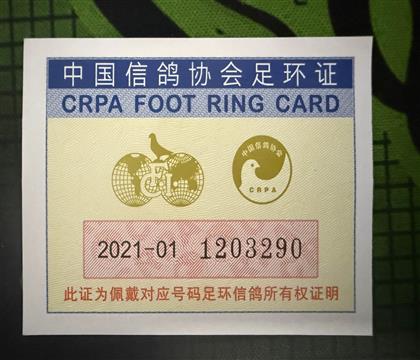 中国信鸽协会足环证
CRPA FOOT RING CARD
中国信鸽协会
CRPA
2021-01 1203290
此证为佩戴对应号码足环信鸽所有权证明